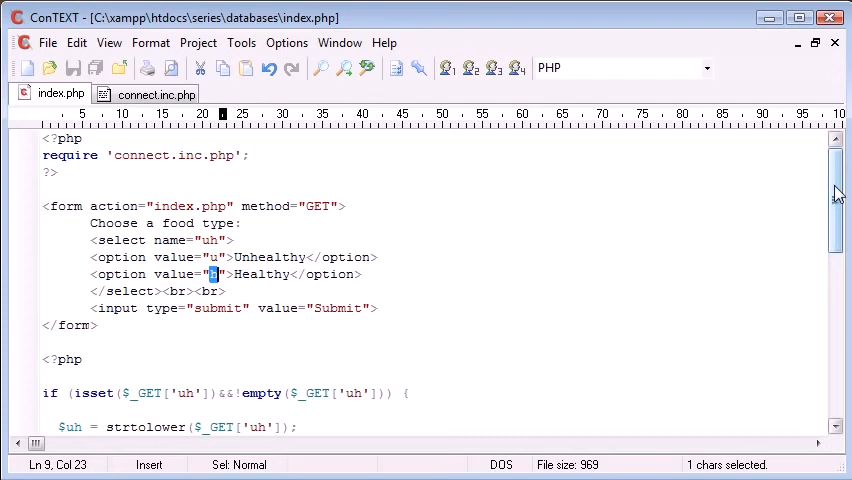 ConTEXT - [C:\xampp\htdocs\series\databases\index.php]
File Edit View Format Project Tools Options Window Help
1 2 3 4 PHP
index.php connect.inc.php
5 10 15 20 25 30 35 40 45 50 55 60 65 70 75 80 85 90 95 10
<?php
require 'connect.inc.php';
?>
<form action="index.php" method="GET">
Choose a food type:
<select name="uh">
<option value="u">Unhealthy</option>
<option value="h">Healthy</option>
</select><br><br>
<input type="submit" value="Submit">
</form>
<?php
if (isset($_GET['uh'])&&!empty($_GET['uh'])) {
$uh = strtolower($_GET['uh']);
Ln 9, Col 23 Insert Sel: Normal DOS File size: 969 1 chars selected.